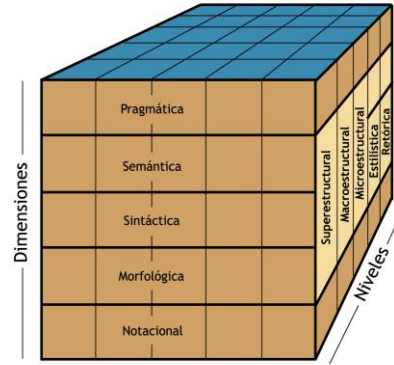 Dimensiones
Pragmática
Semántica
Sintáctica
Morfológica
Notacional
Superestructural
Macroestructural
Microestructural
Estilística
Retórica
Niveles